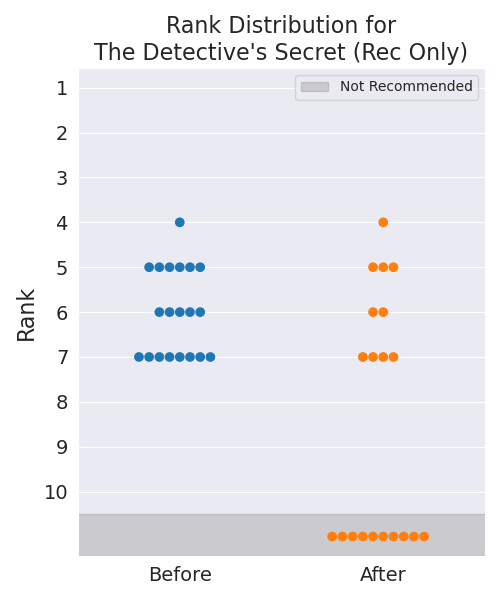 Rank Distribution for
The Detective's Secret (Rec Only)
Not Recommended
1
2
3
4
5
6
7
8
9
10
Rank
Before After